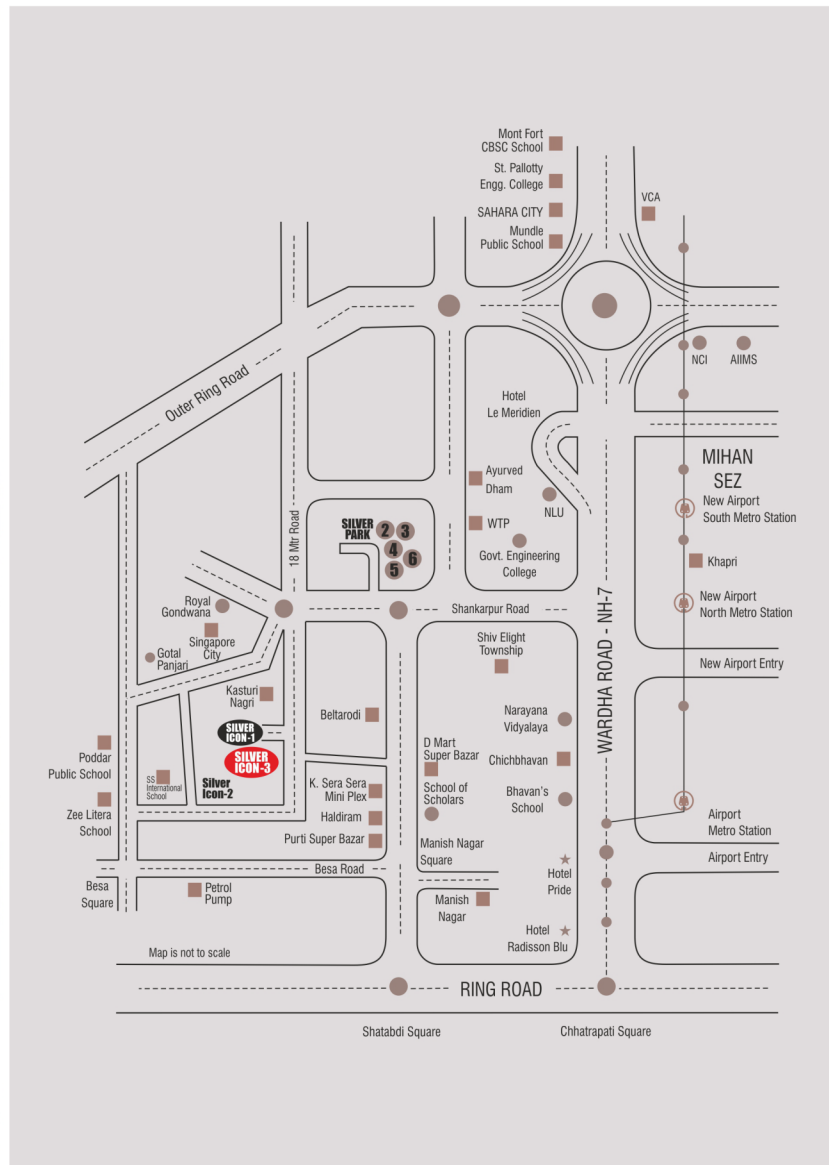 Mont Fort
CBSC School
St. Pallotty
Engg. College
SAHARA CITY
Mundle
Public School
VCA
NCI
AIIMS
Outer Ring Road
Hotel
Le Meridien
MIHAN
SEZ
Ayurved
Dham
NLU
New Airport
South Metro Station
18 Mtr Road
SILVER
PARK
2
3
4
6
5
WTP
Govt. Engineering
College
Khapri
Royal
Gondwana
Singapore
City
Gotal
Panjari
Shankarpur Road
New Airport
North Metro Station
WARDHA ROAD - NH-7
Shiv Elight
Township
New Airport Entry
Kasturi
Nagri
Beltarodi
Narayana
Vidyalaya
SILVER
ICON-1
SILVER
ICON-3
Silver
Icon-2
Poddar
Public School
SS
International
School
D Mart
Super Bazar
Chichbhavan
K. Sera Sera
Mini Plex
School of
Scholars
Bhavan's
School
Zee Litera
School
Haldiram
Purti Super Bazar
Manish Nagar
Square
Airport
Metro Station
Besa Road
Airport Entry
Hotel
Pride
Besa
Square
Petrol
Pump
Manish
Nagar
Hotel
Radisson Blu
Map is not to scale
RING ROAD
Shatabdi Square
Chhatrapati Square